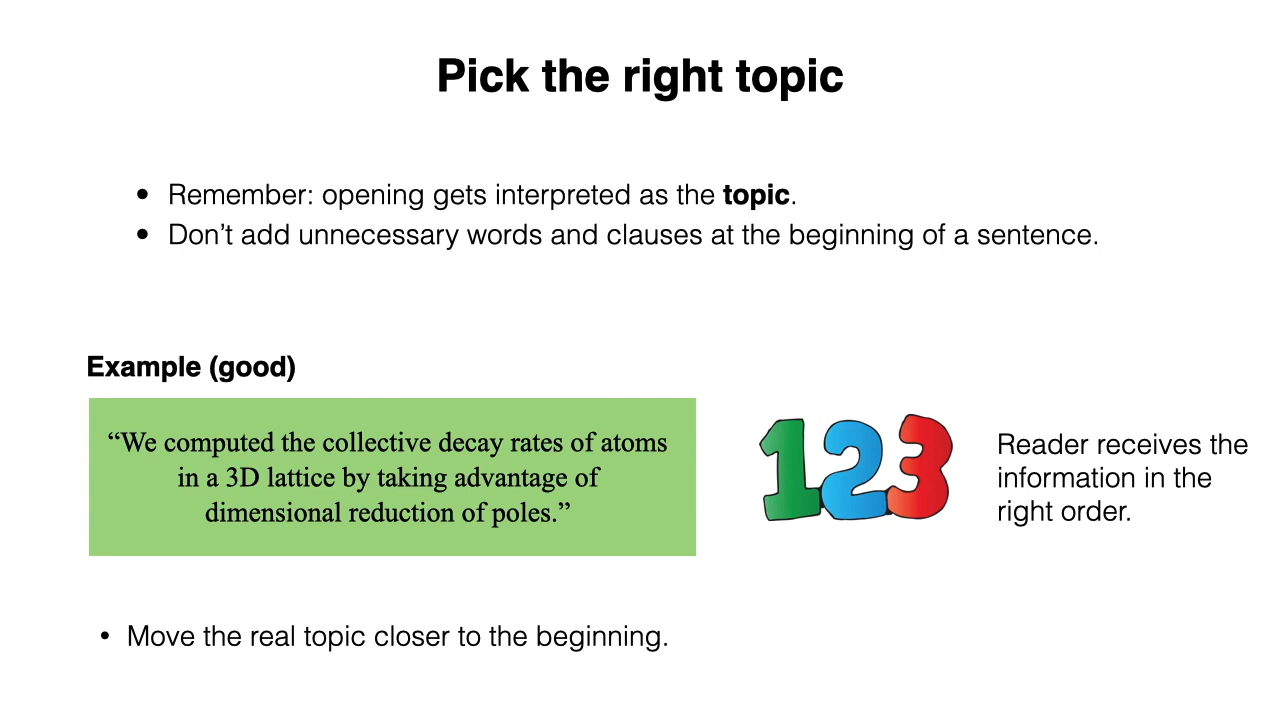 Pick the right topic
• Remember: opening gets interpreted as the topic.
• Don’t add unnecessary words and clauses at the beginning of a sentence.
Example (good)
“We computed the collective decay rates of atoms
in a 3D lattice by taking advantage of
dimensional reduction of poles.”
123
Reader receives the
information in the
right order.
• Move the real topic closer to the beginning.